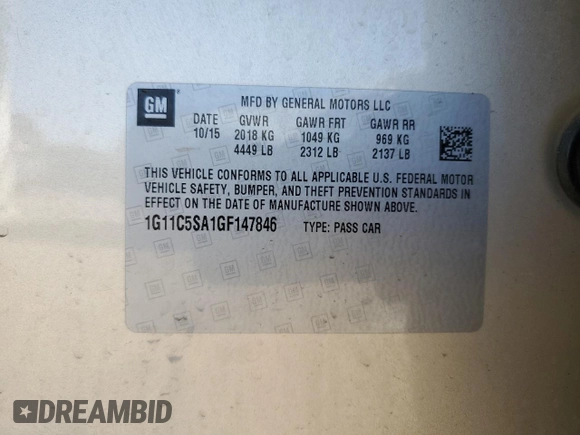 GM
MFD BY GENERAL MOTORS LLC
DATE GVWR GAWR FRT GAWR RR
10/15 2018 KG 1049 KG 969 KG
4449 LB 2312 LB 2137 LB
THIS VEHICLE CONFORMS TO ALL APPLICABLE U.S. FEDERAL MOTOR
VEHICLE SAFETY, BUMPER, AND THEFT PREVENTION STANDARDS IN
EFFECT ON THE DATE OF MANUFACTURE SHOWN ABOVE.
1G11C5SA1GF147846 TYPE: PASS CAR
DREAMBID